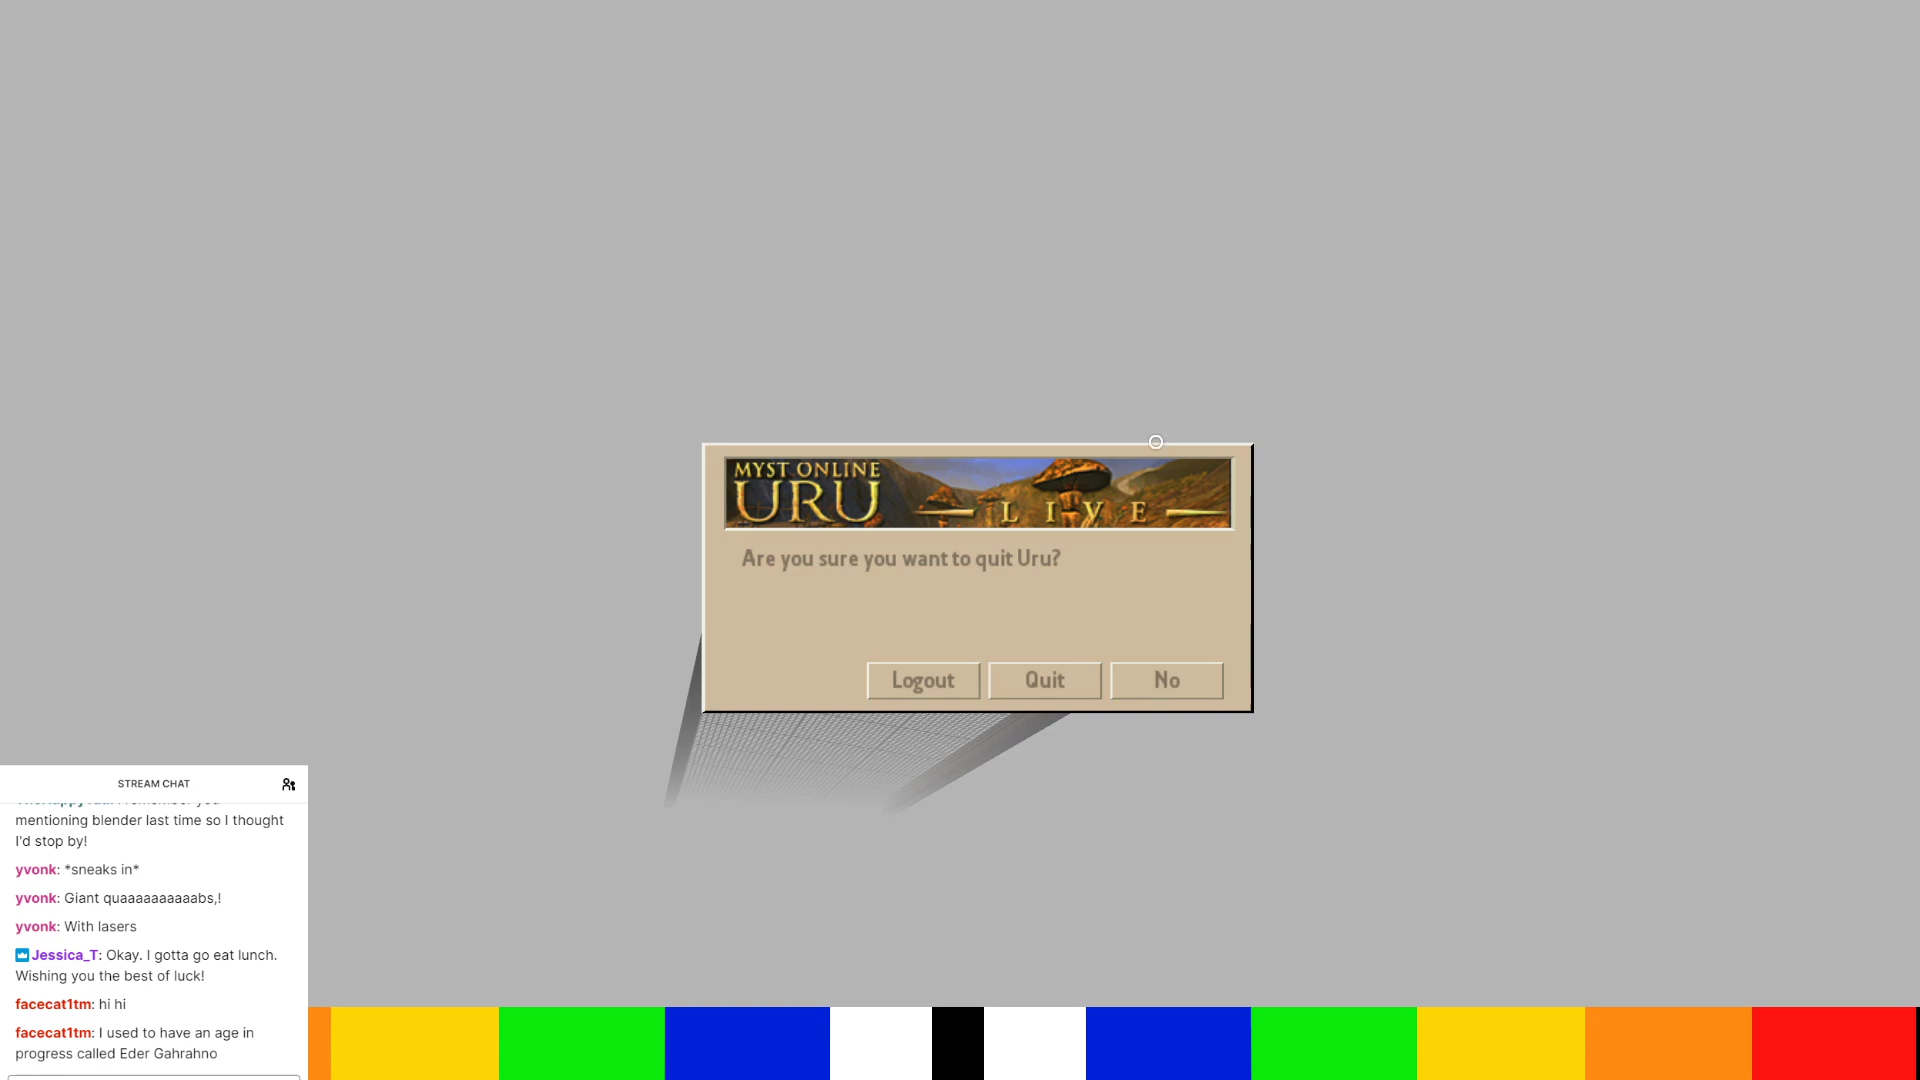 MYST ONLINE
URU
LIVE
Are you sure you want to quit Uru?
Logout Quit No
STREAM CHAT
mentioning blender last time so I thought
I'd stop by!
yvonk: *sneaks in*
yvonk: Giant quaaaaaaaaaabs,!
yvonk: With lasers
Jessica_T: Okay. I gotta go eat lunch.
Wishing you the best of luck!
facecat1tm: hi hi
facecat1tm: I used to have an age in
progress called Eder Gahrahno